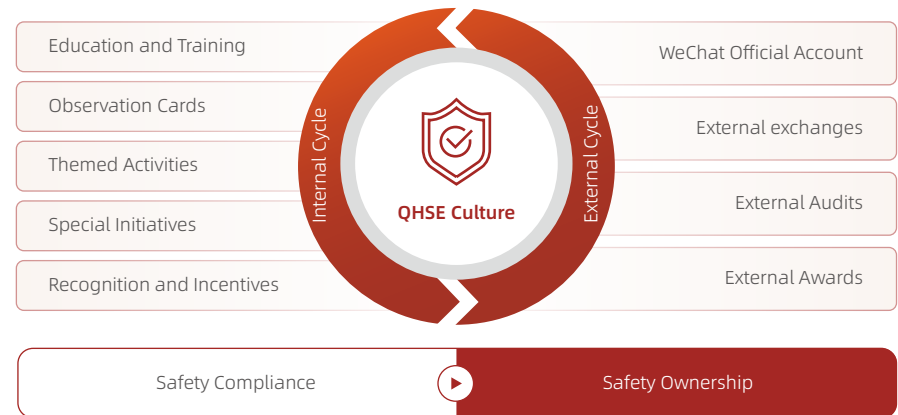 Education and Training
Observation Cards
Themed Activities
Special Initiatives
Recognition and Incentives
Internal Cycle
QHSE Culture
External Cycle
WeChat Official Account
External exchanges
External Audits
External Awards
Safety Compliance
Safety Ownership